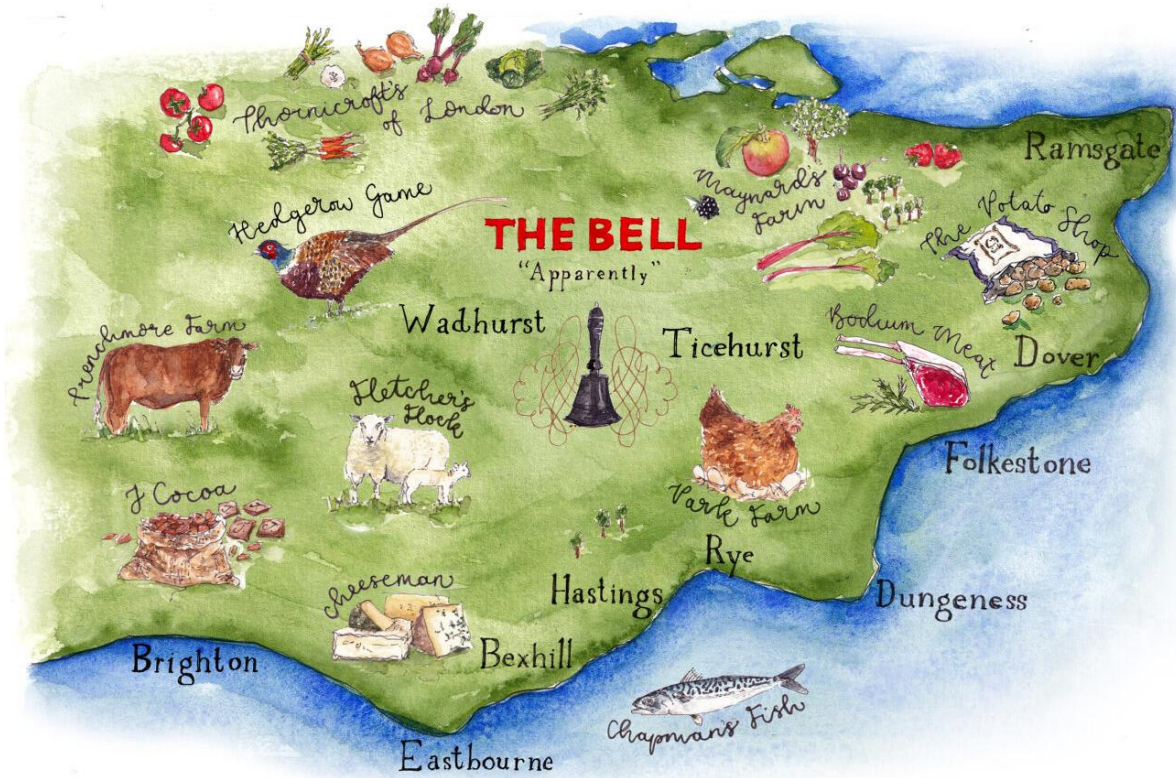 Thornicroft's
of London
Ramsgate
Hedgerow Game
Maynard's
Farm
The Potato Shop
THE BELL
"Apparently"
Wadhurst
Ticehurst
Bodium Meat
Dover
Frenchmore Farm
Fletcher's
Flock
Folkestone
J Cocoa
Park Farm
Rye
Cheeseman
Hastings
Dungeness
Brighton
Bexhill
Chapman's Fish
Eastbourne